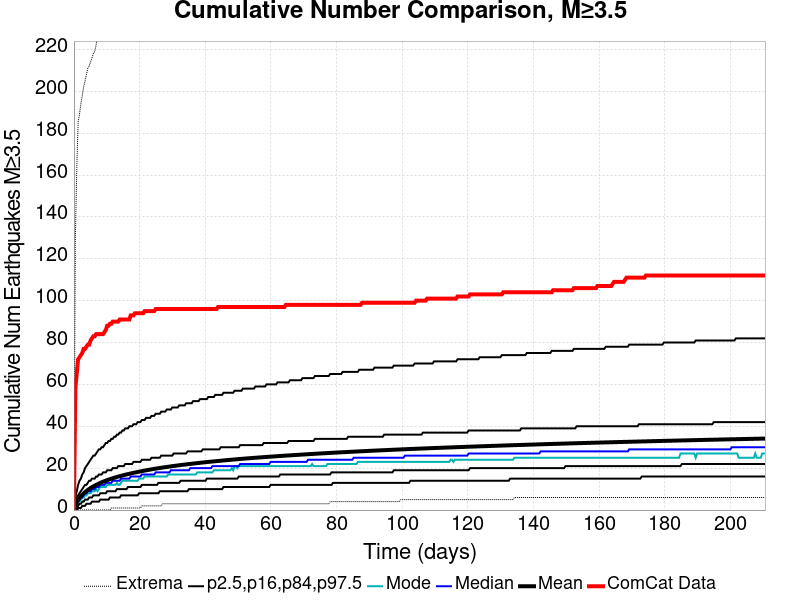 Cumulative Number Comparison, M≥3.5
Cumulative Num Earthquakes M≥3.5
220
200
180
160
140
120
100
80
60
40
20
0
0 20 40 60 80 100 120 140 160 180 200
Time (days)
Extrema p2.5,p16,p84,p97.5 Mode Median Mean ComCat Data